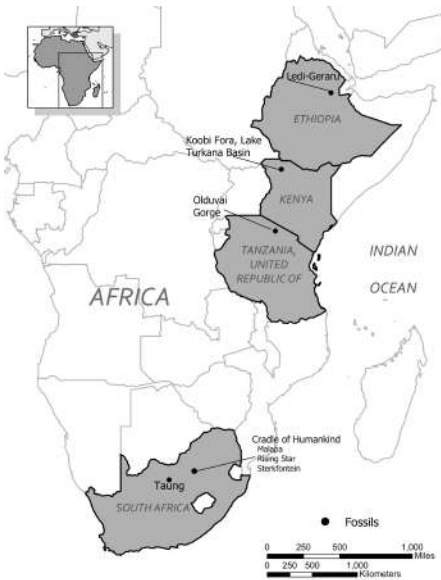 Ledi-Geraru
ETHIOPIA
Koobi Fora, Lake
Turkana Basin
KENYA
Olduvai
Gorge
TANZANIA,
UNITED
REPUBLIC OF
INDIAN
OCEAN
AFRICA
Cradle of Humankind
Malapa
Rising Star
Sterkfontein
Taung
SOUTH AFRICA
Fossils
0 250 500 1,000
Miles
0 250 500 1,000
Kilometers